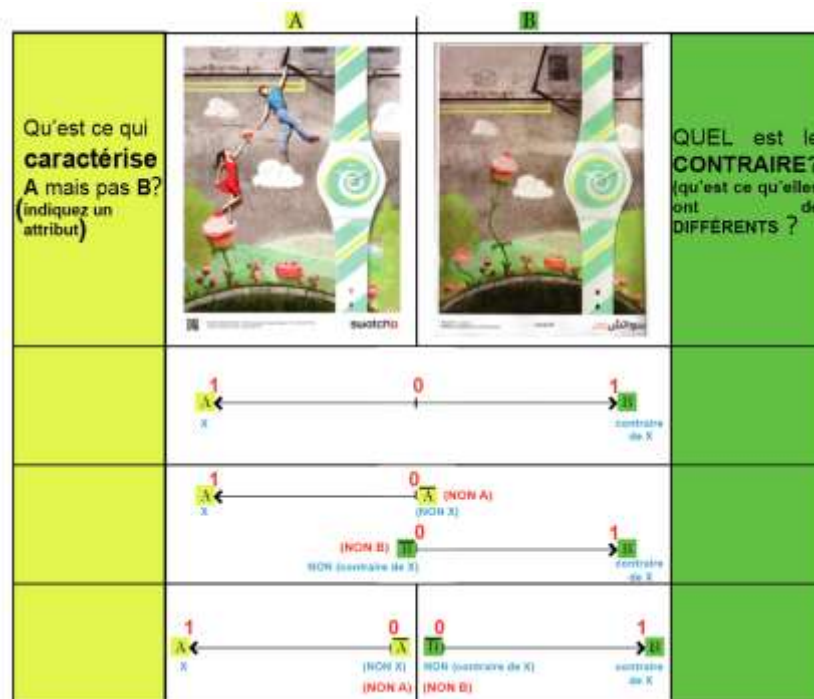 A
B
Qu'est ce qui
caractérise
A mais pas B?
(indiquez un
attribut)
swatch
سواتش
QUEL est le
CONTRAIRE?
(qu'est ce qu'elles
ont de
DIFFÉRENTS ?
1 0 1
A B
X contraire
de X
1 0
A A (NON A)
X (NON X)
0 1
(NON B) B B
NON (contraire de X) contraire
de X
1 0 0 1
A A B B
X (NON X) NON (contraire de X) contraire
(NON A) (NON B) de X